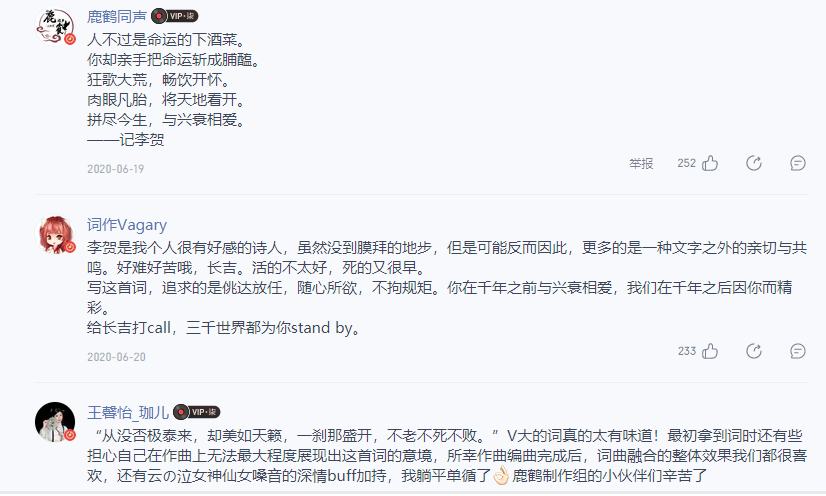 鹿鹤同声 VIP·柒
人不过是命运的下酒菜。
你却亲手把命运斩成脯醢。
狂歌大荒，畅饮开怀。
肉眼凡胎，将天地看开。
拼尽今生，与兴衰相爱。
——记李贺
2020-06-19 举报 252
词作Vagary
李贺是我个人很有好感的诗人，虽然没到膜拜的地步，但是可能反而因此，更多的是一种文字之外的亲切与共
鸣。好难好苦哦，长吉。活的不太好，死的又很早。
写这首词，追求的是佻达放任，随心所欲，不拘规矩。你在千年之前与兴衰相爱，我们在千年之后因你而精
彩。
给长吉打call，三千世界都为你stand by。
2020-06-20 233
王馨怡_珈儿 VIP·柒
“从没否极泰来，却美如天籁，一刹那盛开，不老不死不败。”V大的词真的太有味道！最初拿到词时还有些
担心自己在作曲上无法最大程度展现出这首词的意境，所幸作曲编曲完成后，词曲融合的整体效果我们都很喜
欢，还有云の泣女神仙女嗓音的深情buff加持，我躺平单循了👌🏻鹿鹤制作组的小伙伴们辛苦了